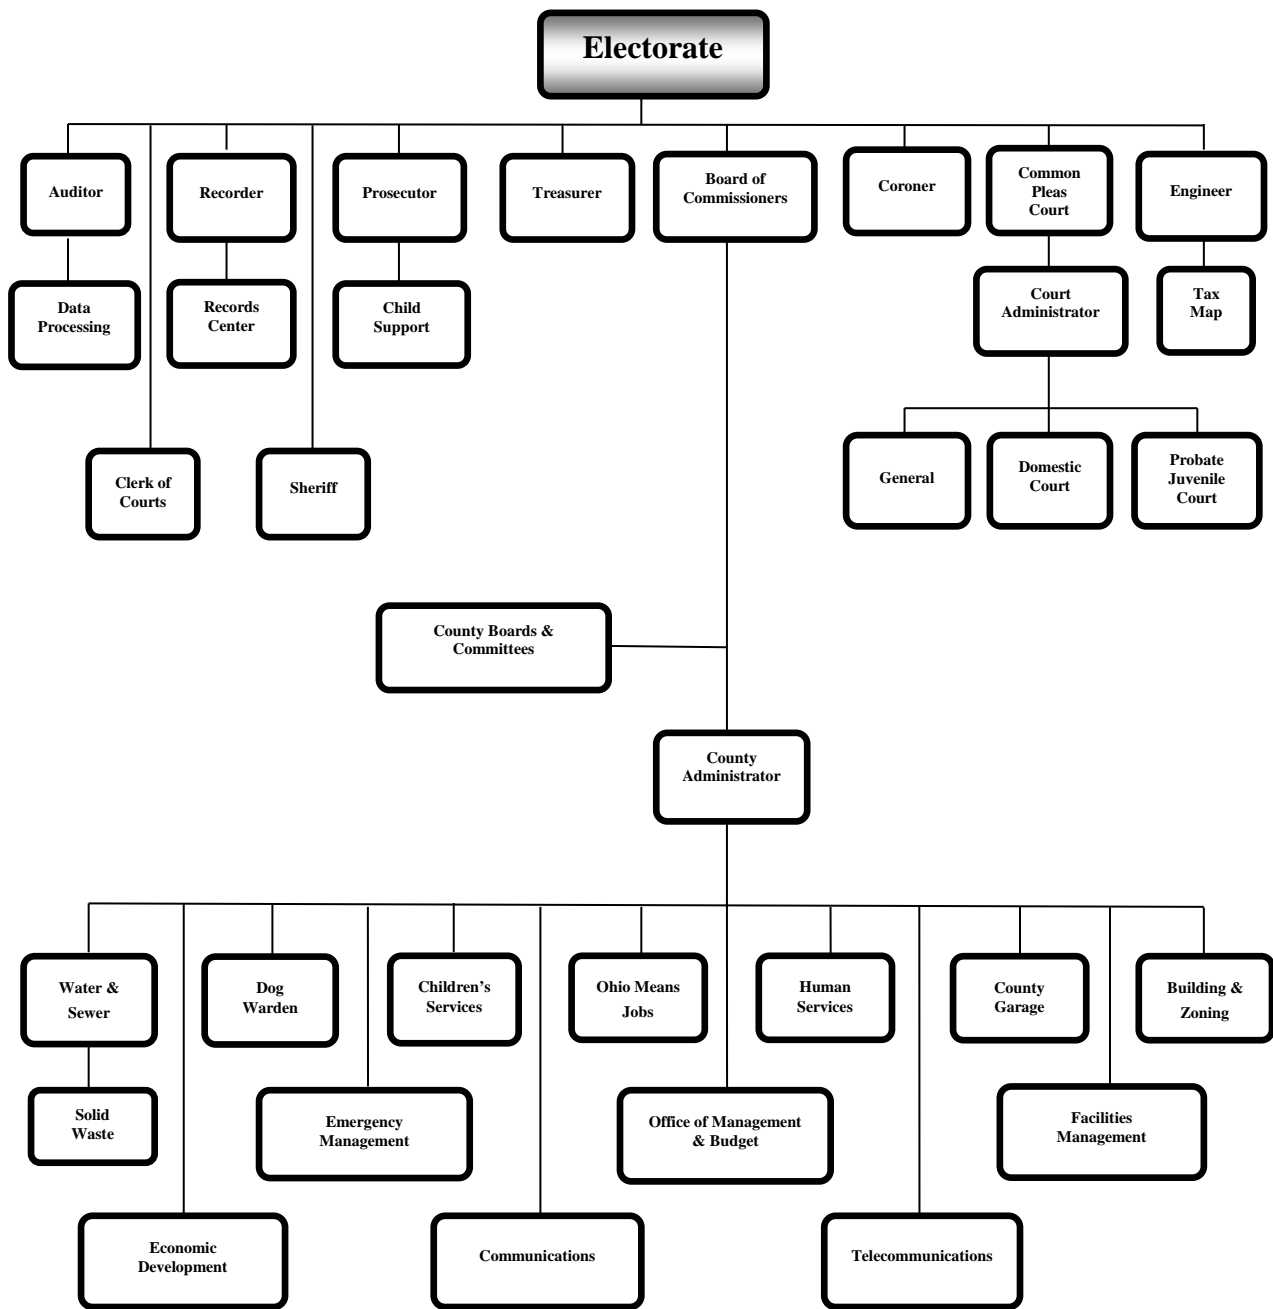 Electorate
Auditor
Recorder
Prosecutor
Treasurer
Board of
Commissioners
Coroner
Common
Pleas
Court
Engineer
Data
Processing
Records
Center
Child
Support
Court
Administrator
Tax
Map
Clerk of
Courts
Sheriff
General
Domestic
Court
Probate
Juvenile
Court
County Boards &
Committees
County
Administrator
Water &
Sewer
Dog
Warden
Children’s
Services
Ohio Means
Jobs
Human
Services
County
Garage
Building &
Zoning
Solid
Waste
Emergency
Management
Office of Management
& Budget
Facilities
Management
Economic
Development
Communications
Telecommunications